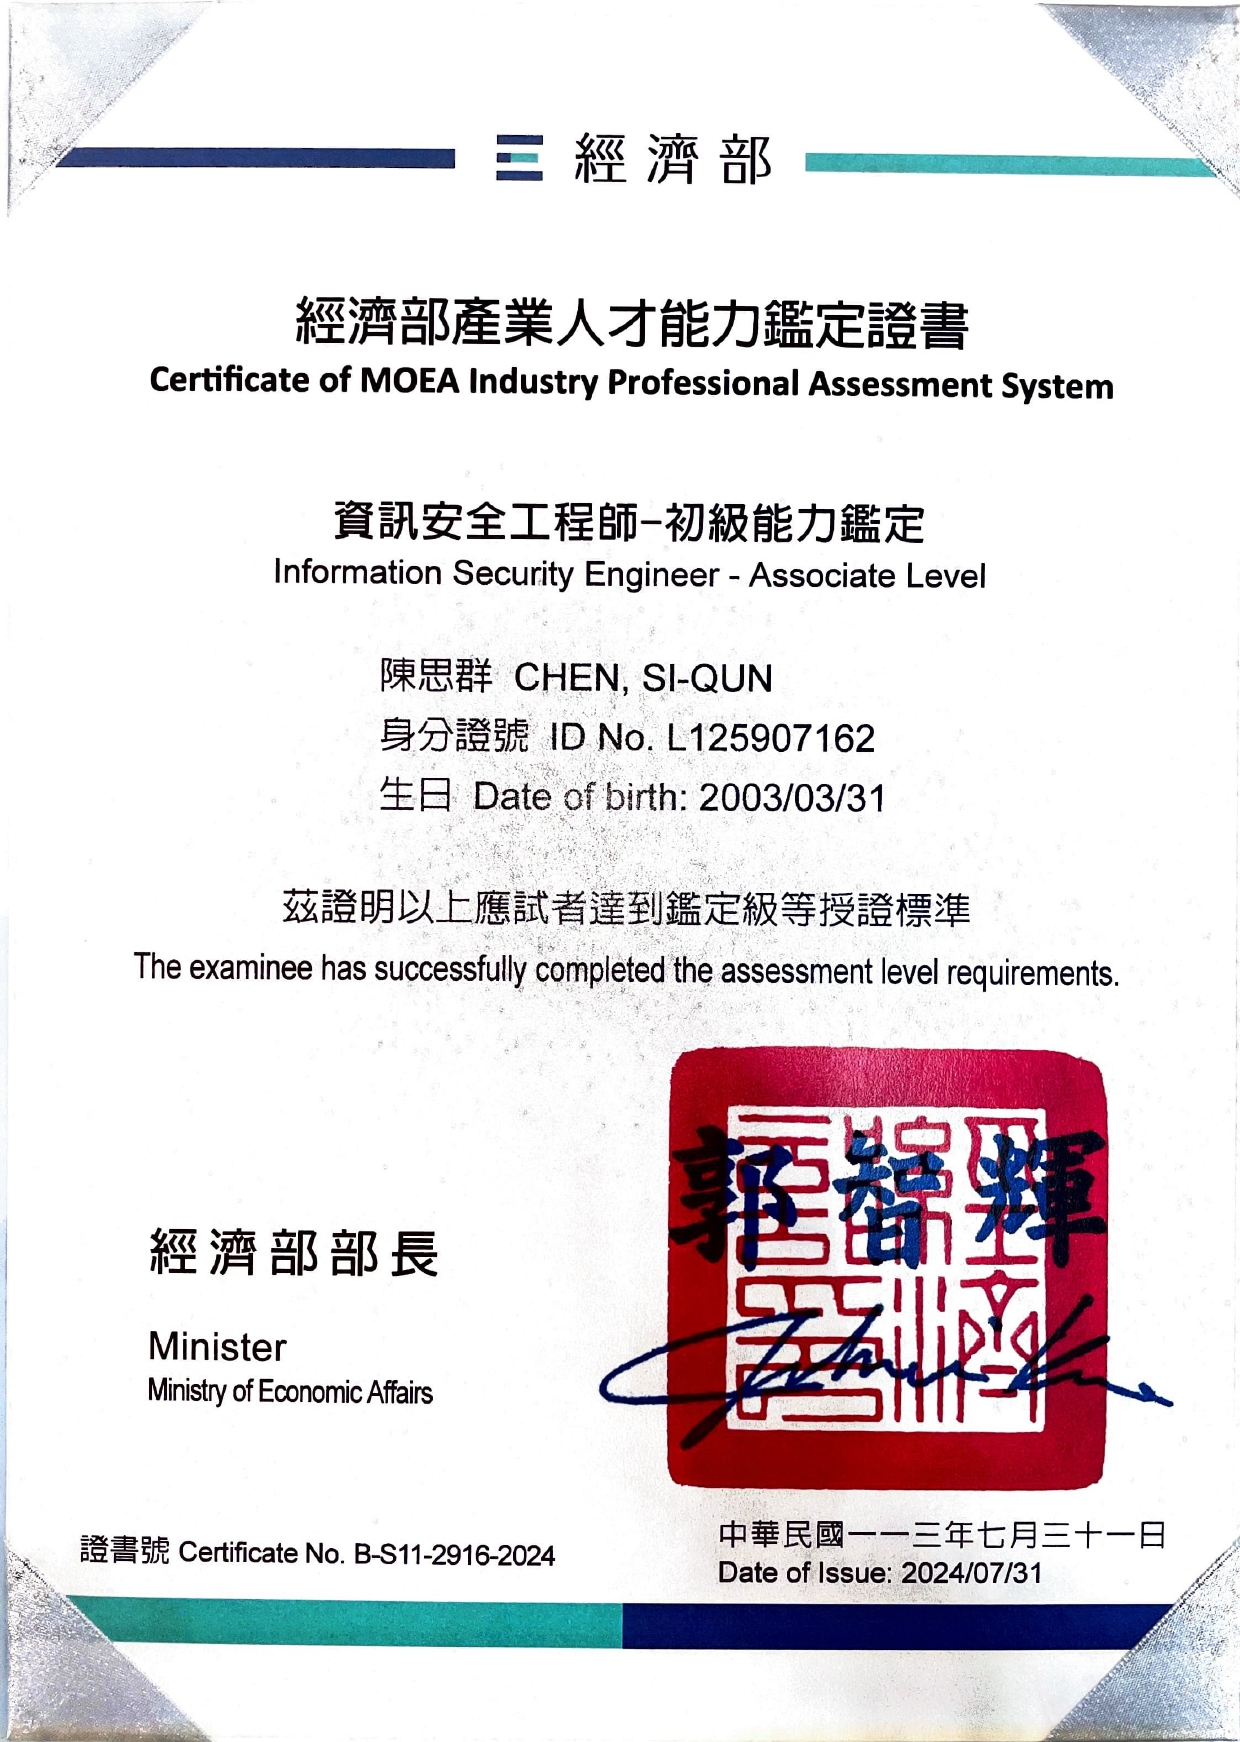 經濟部
經濟部產業人才能力鑑定證書
Certificate of MOEA Industry Professional Assessment System
資訊安全工程師-初級能力鑑定
Information Security Engineer - Associate Level
陳思群 CHEN, SI-QUN
身分證號 ID No. L125907162
生日 Date of birth: 2003/03/31
茲證明以上應試者達到鑑定級等授證標準
The examinee has successfully completed the assessment level requirements.
經濟部部長
郭智輝
Minister
Ministry of Economic Affairs
證書號 Certificate No. B-S11-2916-2024
中華民國一一三年七月三十一日
Date of Issue: 2024/07/31